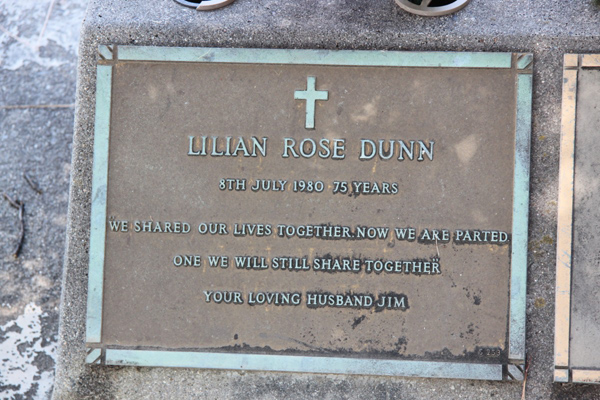 LILIAN ROSE DUNN
8TH JULY 1980 · 75 YEARS
"WE SHARED OUR LIVES TOGETHER NOW WE ARE PARTED.
ONE WE WILL STILL SHARE TOGETHER"
YOUR LOVING HUSBAND JIM